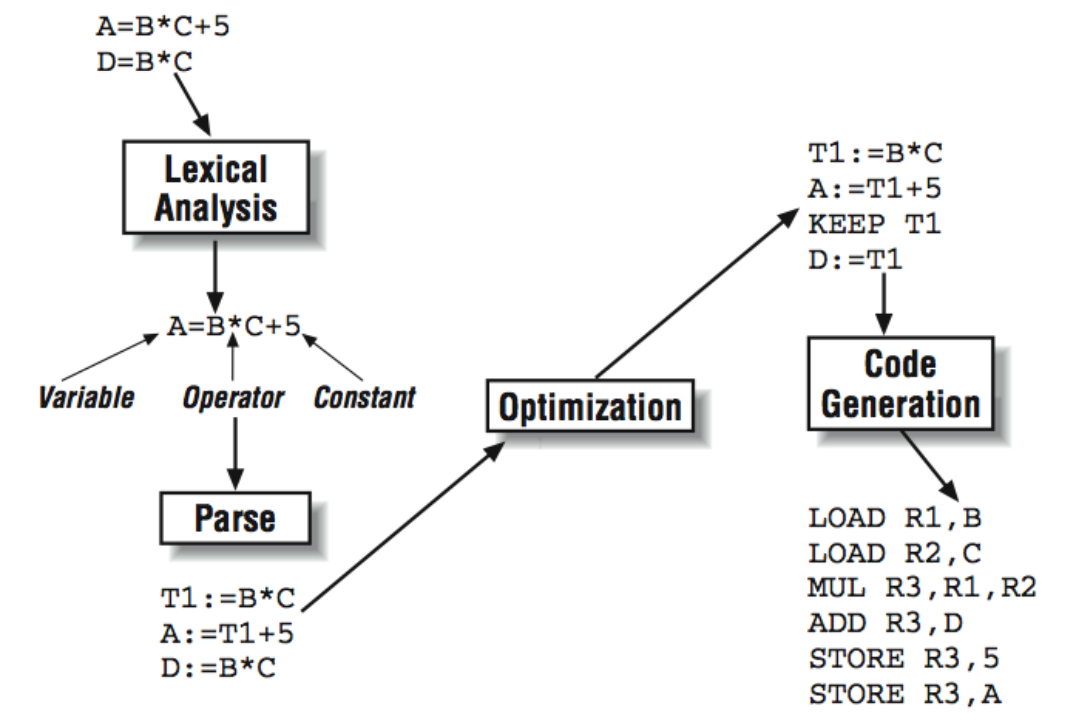 A=B*C+5
D=B*C
Lexical
Analysis
A=B*C+5
Variable Operator Constant
Parse
T1:=B*C
A:=T1+5
D:=B*C
Optimization
T1:=B*C
A:=T1+5
KEEP T1
D:=T1
Code
Generation
LOAD R1,B
LOAD R2,C
MUL R3,R1,R2
ADD R3,D
STORE R3,5
STORE R3,A